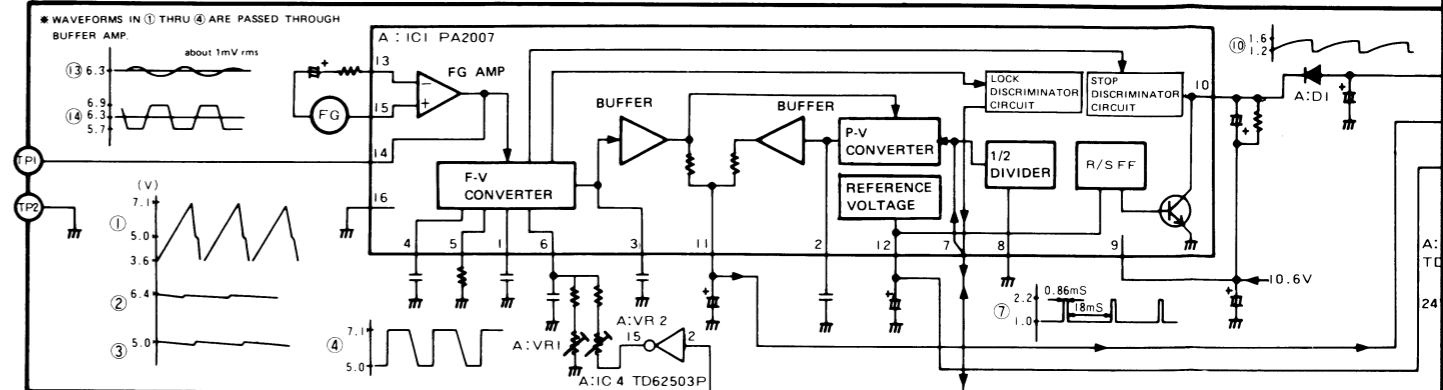 * WAVEFORMS IN ① THRU ④ ARE PASSED THROUGH
BUFFER AMP.
about 1mV rms
⑬ 6.3
⑭ 6.9
6.3
5.7
TP1
TP2
(V)
① 7.1
5.0
3.6
② 6.4
③ 5.0
④ 7.1
5.0
A : IC1 PA2007
13
15
14
16
FG
FG AMP
F-V
CONVERTER
BUFFER
BUFFER
P-V
CONVERTER
REFERENCE
VOLTAGE
LOCK
DISCRIMINATOR
CIRCUIT
STOP
DISCRIMINATOR
CIRCUIT
10
1/2
DIVIDER
R/S FF
4
5
1
6
3
11
2
12
7
8
9
A:VR1
A:VR 2
15
2
A:IC 4 TD62503P
⑦ 2.2
1.0
0.86mS
18mS
10.6V
⑩ 1.6
1.2
A:D1
A:
TD
24